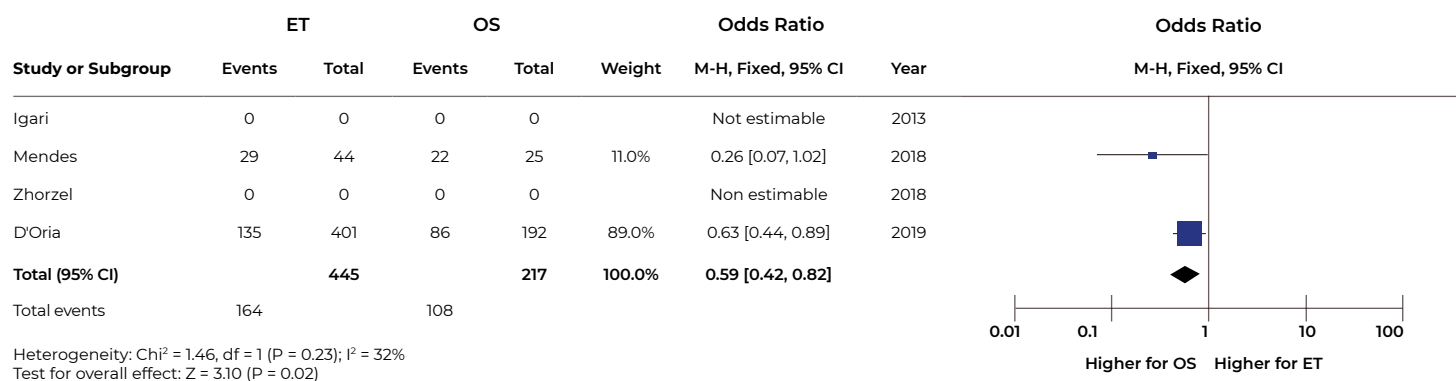 ET OS Odds Ratio Odds Ratio
Study or Subgroup Events Total Events Total Weight M-H, Fixed, 95% CI Year M-H, Fixed, 95% CI
Igari 0 0 0 0 Not estimable 2013
Mendes 29 44 22 25 11.0% 0.26 [0.07, 1.02] 2018
Zhorzel 0 0 0 0 Non estimable 2018
D'Oria 135 401 86 192 89.0% 0.63 [0.44, 0.89] 2019
Total (95% CI) 445 217 100.0% 0.59 [0.42, 0.82]
Total events 164 108
0.01 0.1 1 10 100
Heterogeneity: Chi² = 1.46, df = 1 (P = 0.23); I² = 32%
Higher for OS Higher for ET
Test for overall effect: Z = 3.10 (P = 0.02)